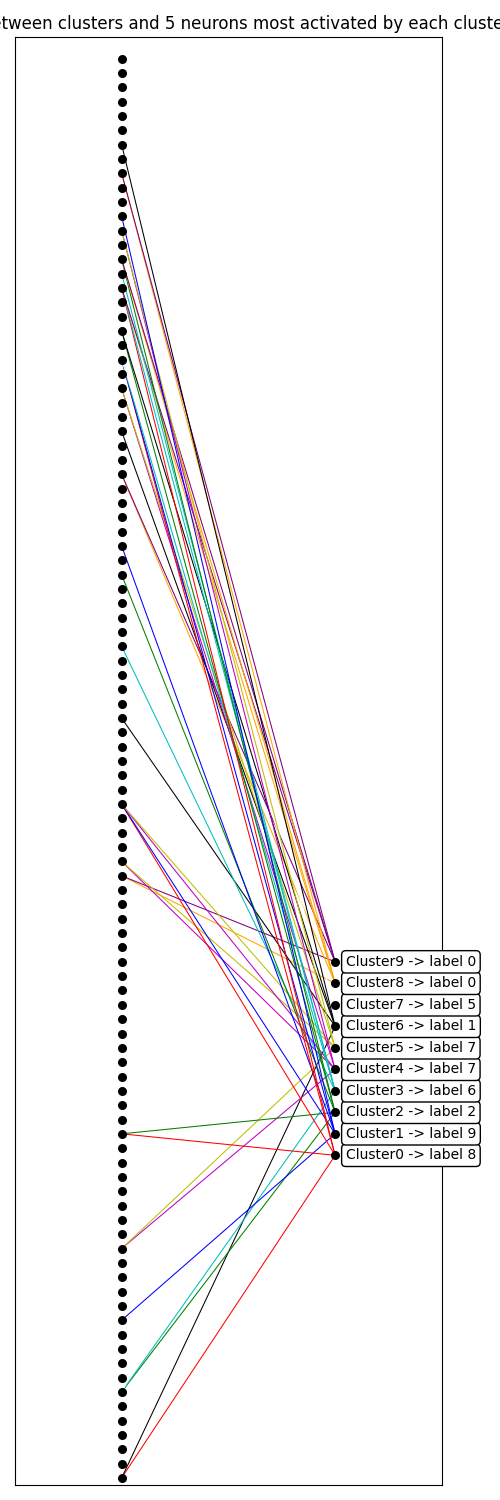 between clusters and 5 neurons most activated by each cluste
Cluster9 -> label 0
Cluster8 -> label 0
Cluster7 -> label 5
Cluster6 -> label 1
Cluster5 -> label 7
Cluster4 -> label 7
Cluster3 -> label 6
Cluster2 -> label 2
Cluster1 -> label 9
Cluster0 -> label 8